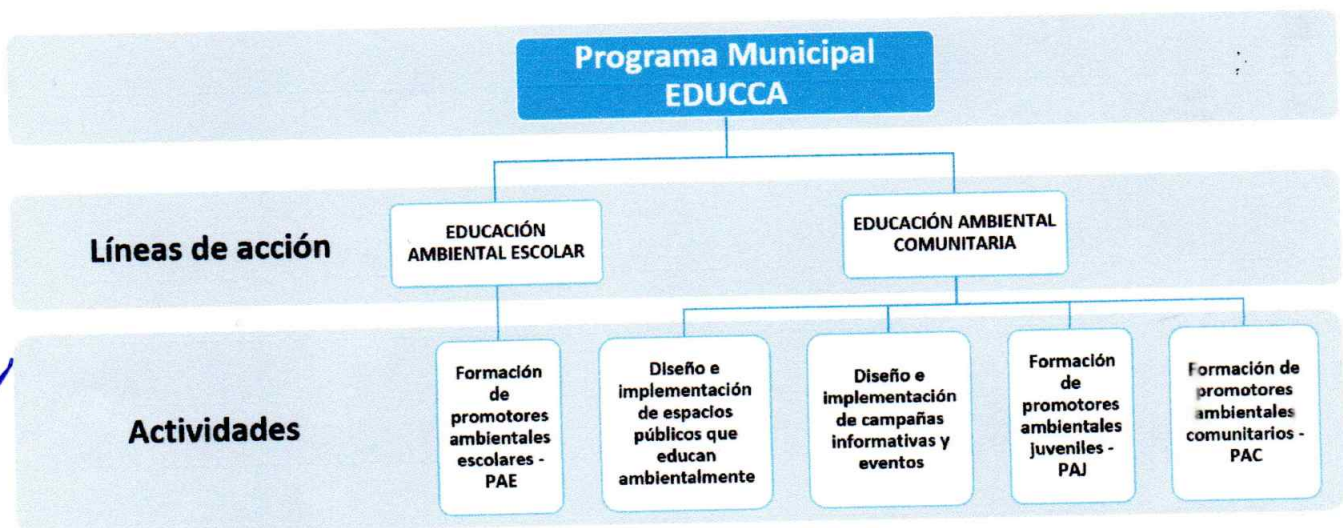 Programa Municipal
EDUCCA
Líneas de acción
EDUCACIÓN
AMBIENTAL ESCOLAR
EDUCACIÓN AMBIENTAL
COMUNITARIA
Actividades
Formación
de
promotores
ambientales
escolares -
PAE
Diseño e
implementación
de espacios
públicos que
educan
ambientalmente
Diseño e
implementación
de campañas
informativas y
eventos
Formación
de
promotores
ambientales
juveniles -
PAJ
Formación de
promotores
ambientales
comunitarios -
PAC